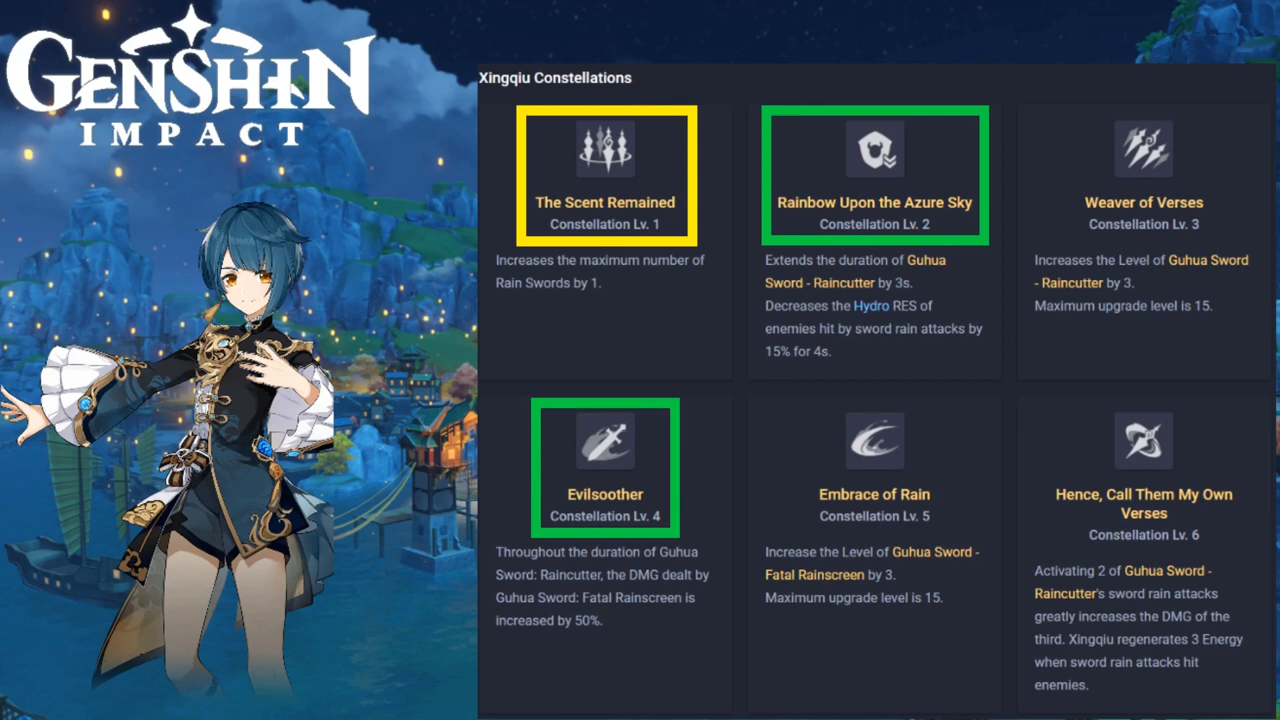 GENSHIN
IMPACT
Xingqiu Constellations
The Scent Remained
Constellation Lv. 1
Increases the maximum number of
Rain Swords by 1.
Rainbow Upon the Azure Sky
Constellation Lv. 2
Extends the duration of Guhua
Sword - Raincutter by 3s.
Decreases the Hydro RES of
enemies hit by sword rain attacks by
15% for 4s.
Weaver of Verses
Constellation Lv. 3
Increases the Level of Guhua Sword
- Raincutter by 3.
Maximum upgrade level is 15.
Evilsoother
Constellation Lv. 4
Throughout the duration of Guhua
Sword: Raincutter, the DMG dealt by
Guhua Sword: Fatal Rainscreen is
increased by 50%.
Embrace of Rain
Constellation Lv. 5
Increase the Level of Guhua Sword -
Fatal Rainscreen by 3.
Maximum upgrade level is 15.
Hence, Call Them My Own
Verses
Constellation Lv. 6
Activating 2 of Guhua Sword -
Raincutter's sword rain attacks
greatly increases the DMG of the
third. Xingqiu regenerates 3 Energy
when sword rain attacks hit
enemies.